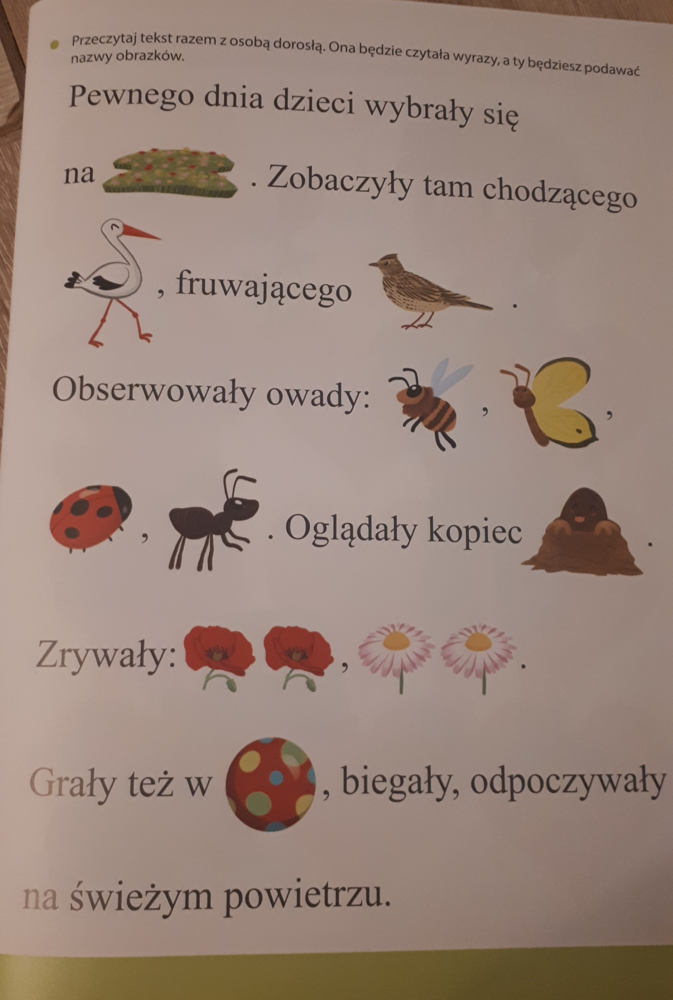 Przeczytaj tekst razem z osobą dorosłą. Ona będzie czytała wyrazy, a ty będziesz podawać
nazwy obrazków.
Pewnego dnia dzieci wybrały się
na . Zobaczyły tam chodzącego
, fruwającego .
Obserwowały owady: , ,
, . Oglądały kopiec .
Zrywały: , .
Grały też w , biegały, odpoczywały
na świeżym powietrzu.